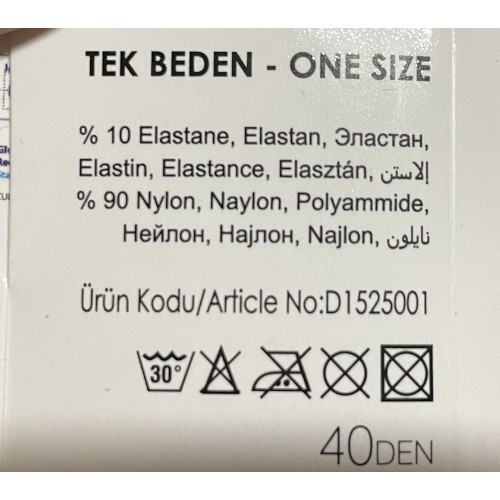 TEK BEDEN - ONE SIZE
% 10 Elastane, Elastan, Эластан,
Elastin, Elastance, Elasztán, إلاستن
% 90 Nylon, Naylon, Polyammide,
Нейлон, Најлон, Najlon, نايلون
Ürün Kodu/Article No:D1525001
30°
40DEN